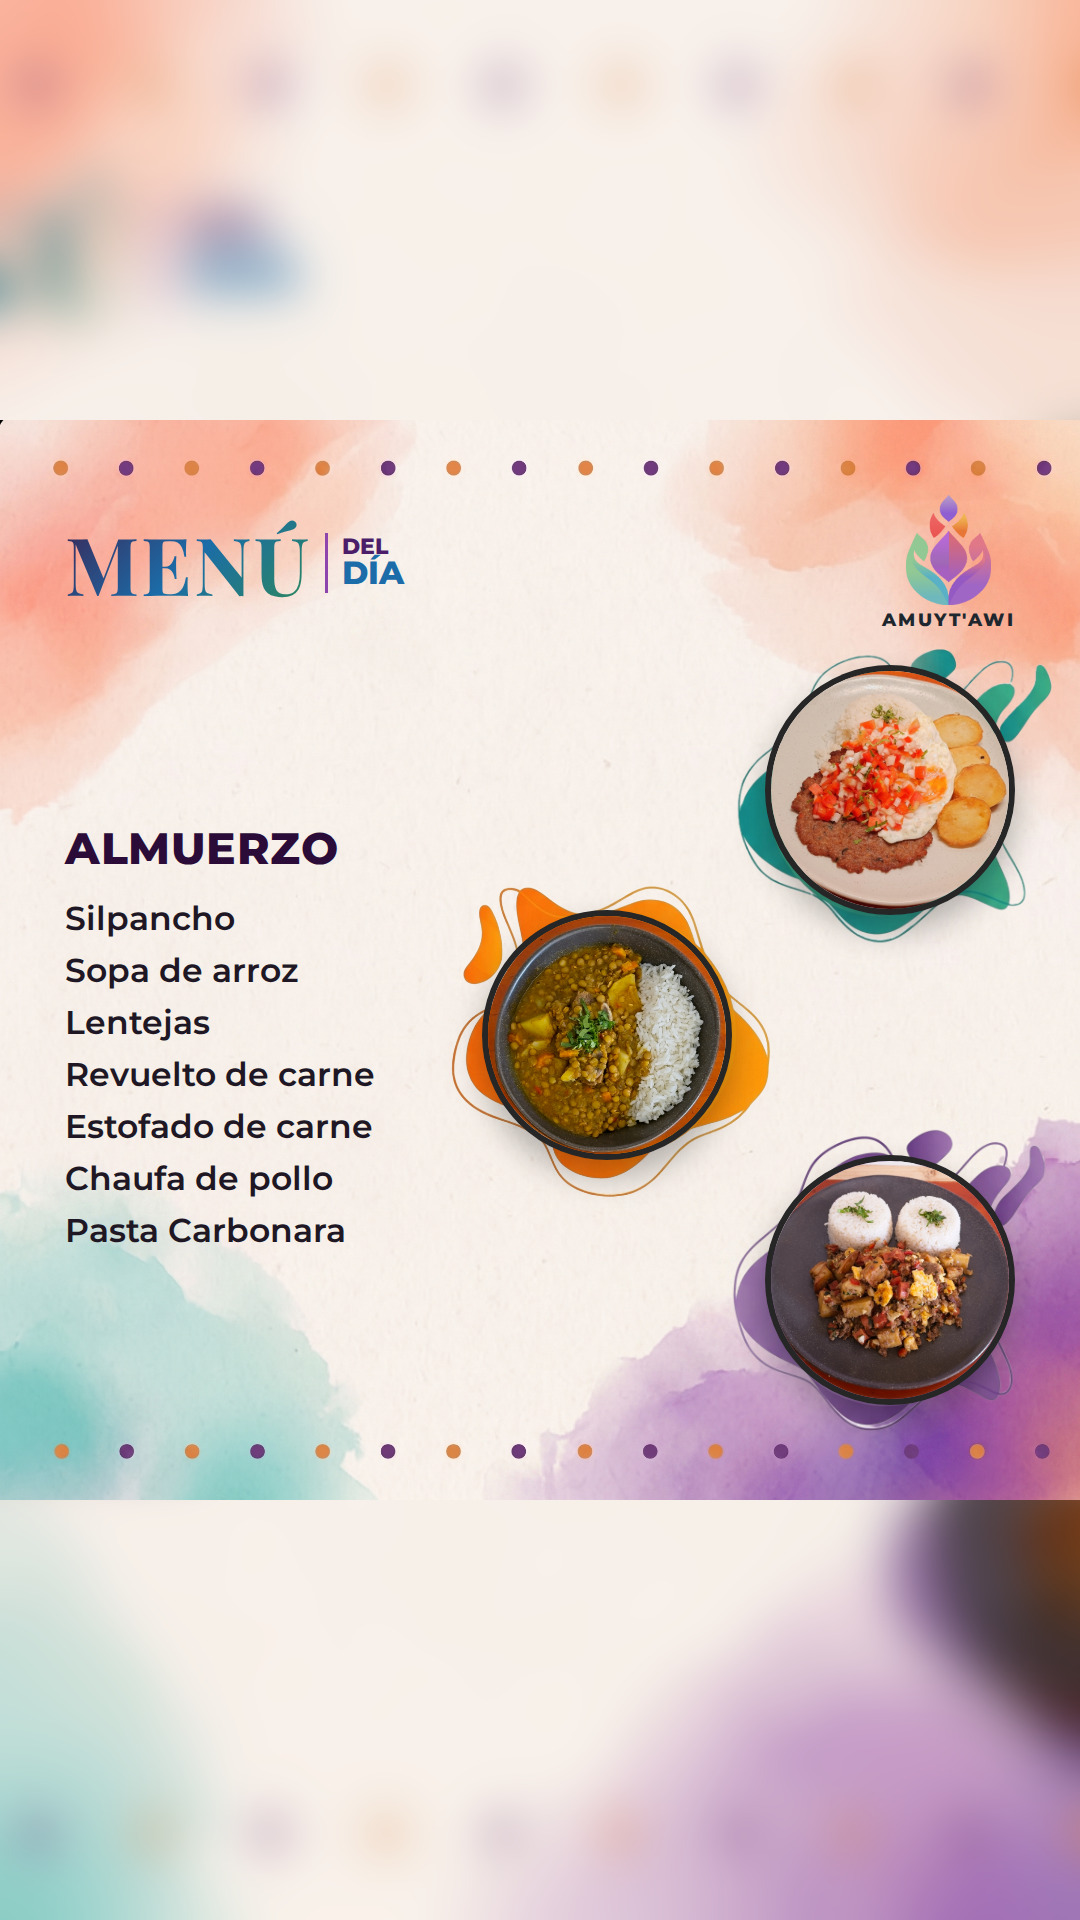 MENÚ
DEL
DÍA
AMUYT'AWI
ALMUERZO
Silpancho
Sopa de arroz
Lentejas
Revuelto de carne
Estofado de carne
Chaufa de pollo
Pasta Carbonara